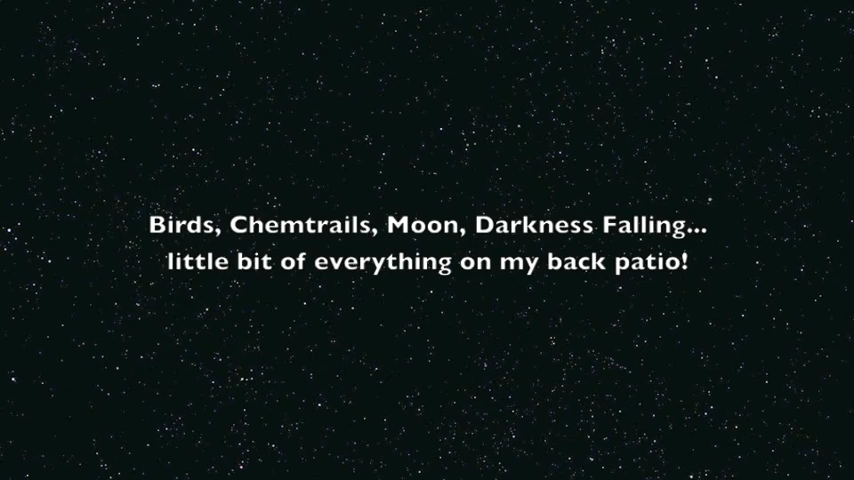 Birds, Chemtrails, Moon, Darkness Falling...
little bit of everything on my back patio!